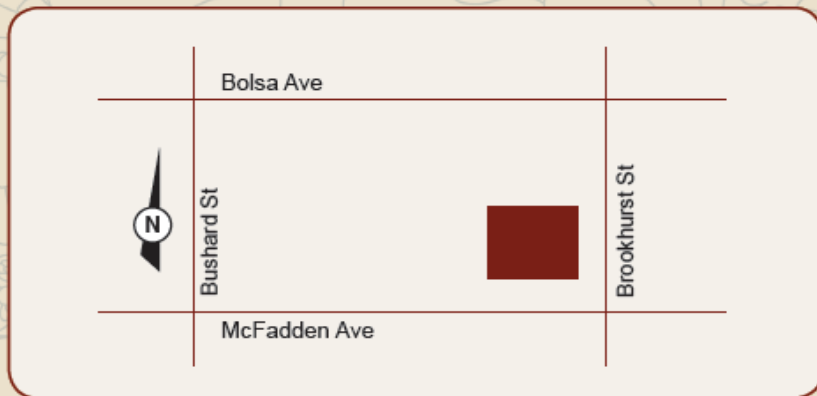 Bolsa Ave
N
Bushard St
Brookhurst St
McFadden Ave